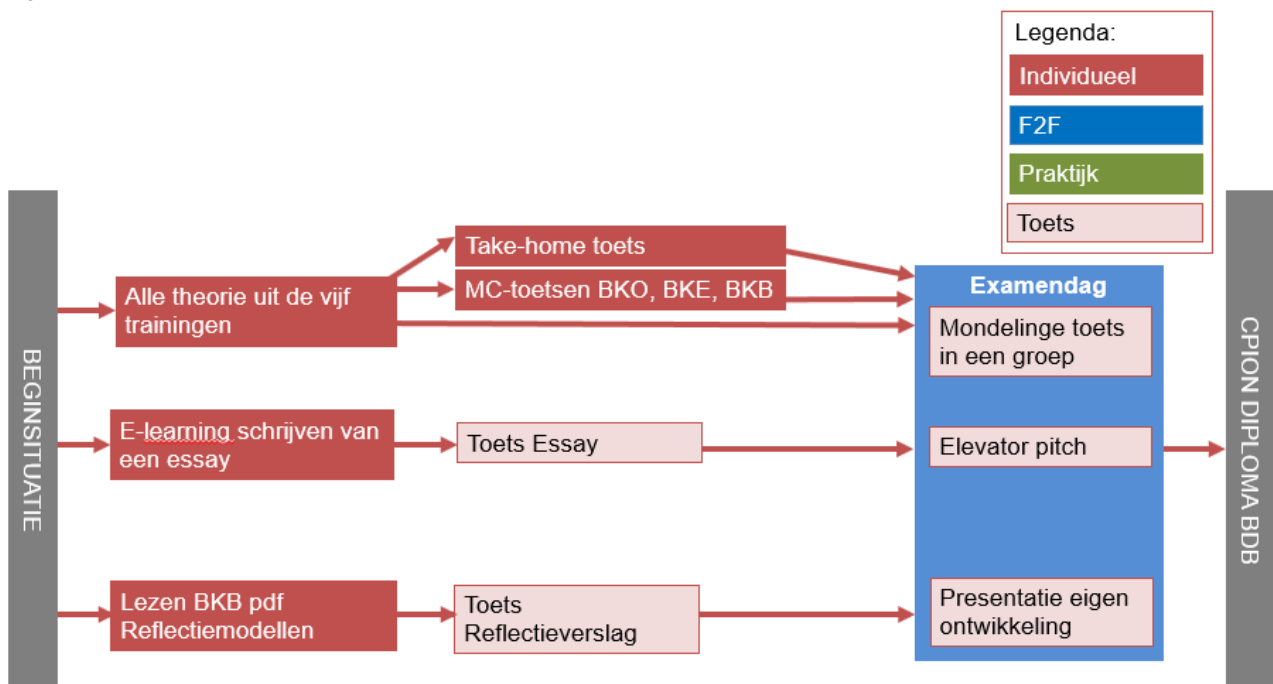 Legenda:
Individueel
F2F
Praktijk
Toets
BEGINSITUATIE
Alle theorie uit de vijf
trainingen
Take-home toets
MC-toetsen BKO, BKE, BKB
Examendag
Mondelinge toets
in een groep
E-learning schrijven van
een essay
Toets Essay
Elevator pitch
Lezen BKB pdf
Reflectiemodellen
Toets
Reflectieverslag
Presentatie eigen
ontwikkeling
CPION DIPLOMA BDB